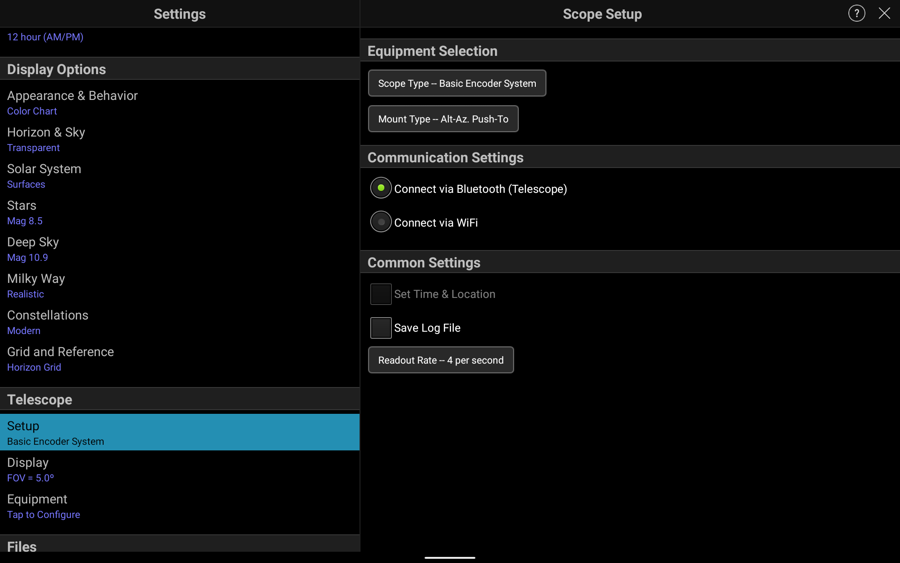 Settings
12 hour (AM/PM)
Display Options
Appearance & Behavior
Color Chart
Horizon & Sky
Transparent
Solar System
Surfaces
Stars
Mag 8.5
Deep Sky
Mag 10.9
Milky Way
Realistic
Constellations
Modern
Grid and Reference
Horizon Grid
Telescope
Setup
Basic Encoder System
Display
FOV = 5.0º
Equipment
Tap to Configure
Files
Scope Setup
?
Equipment Selection
Scope Type -- Basic Encoder System
Mount Type -- Alt-Az. Push-To
Communication Settings
Connect via Bluetooth (Telescope)
Connect via WiFi
Common Settings
Set Time & Location
Save Log File
Readout Rate -- 4 per second